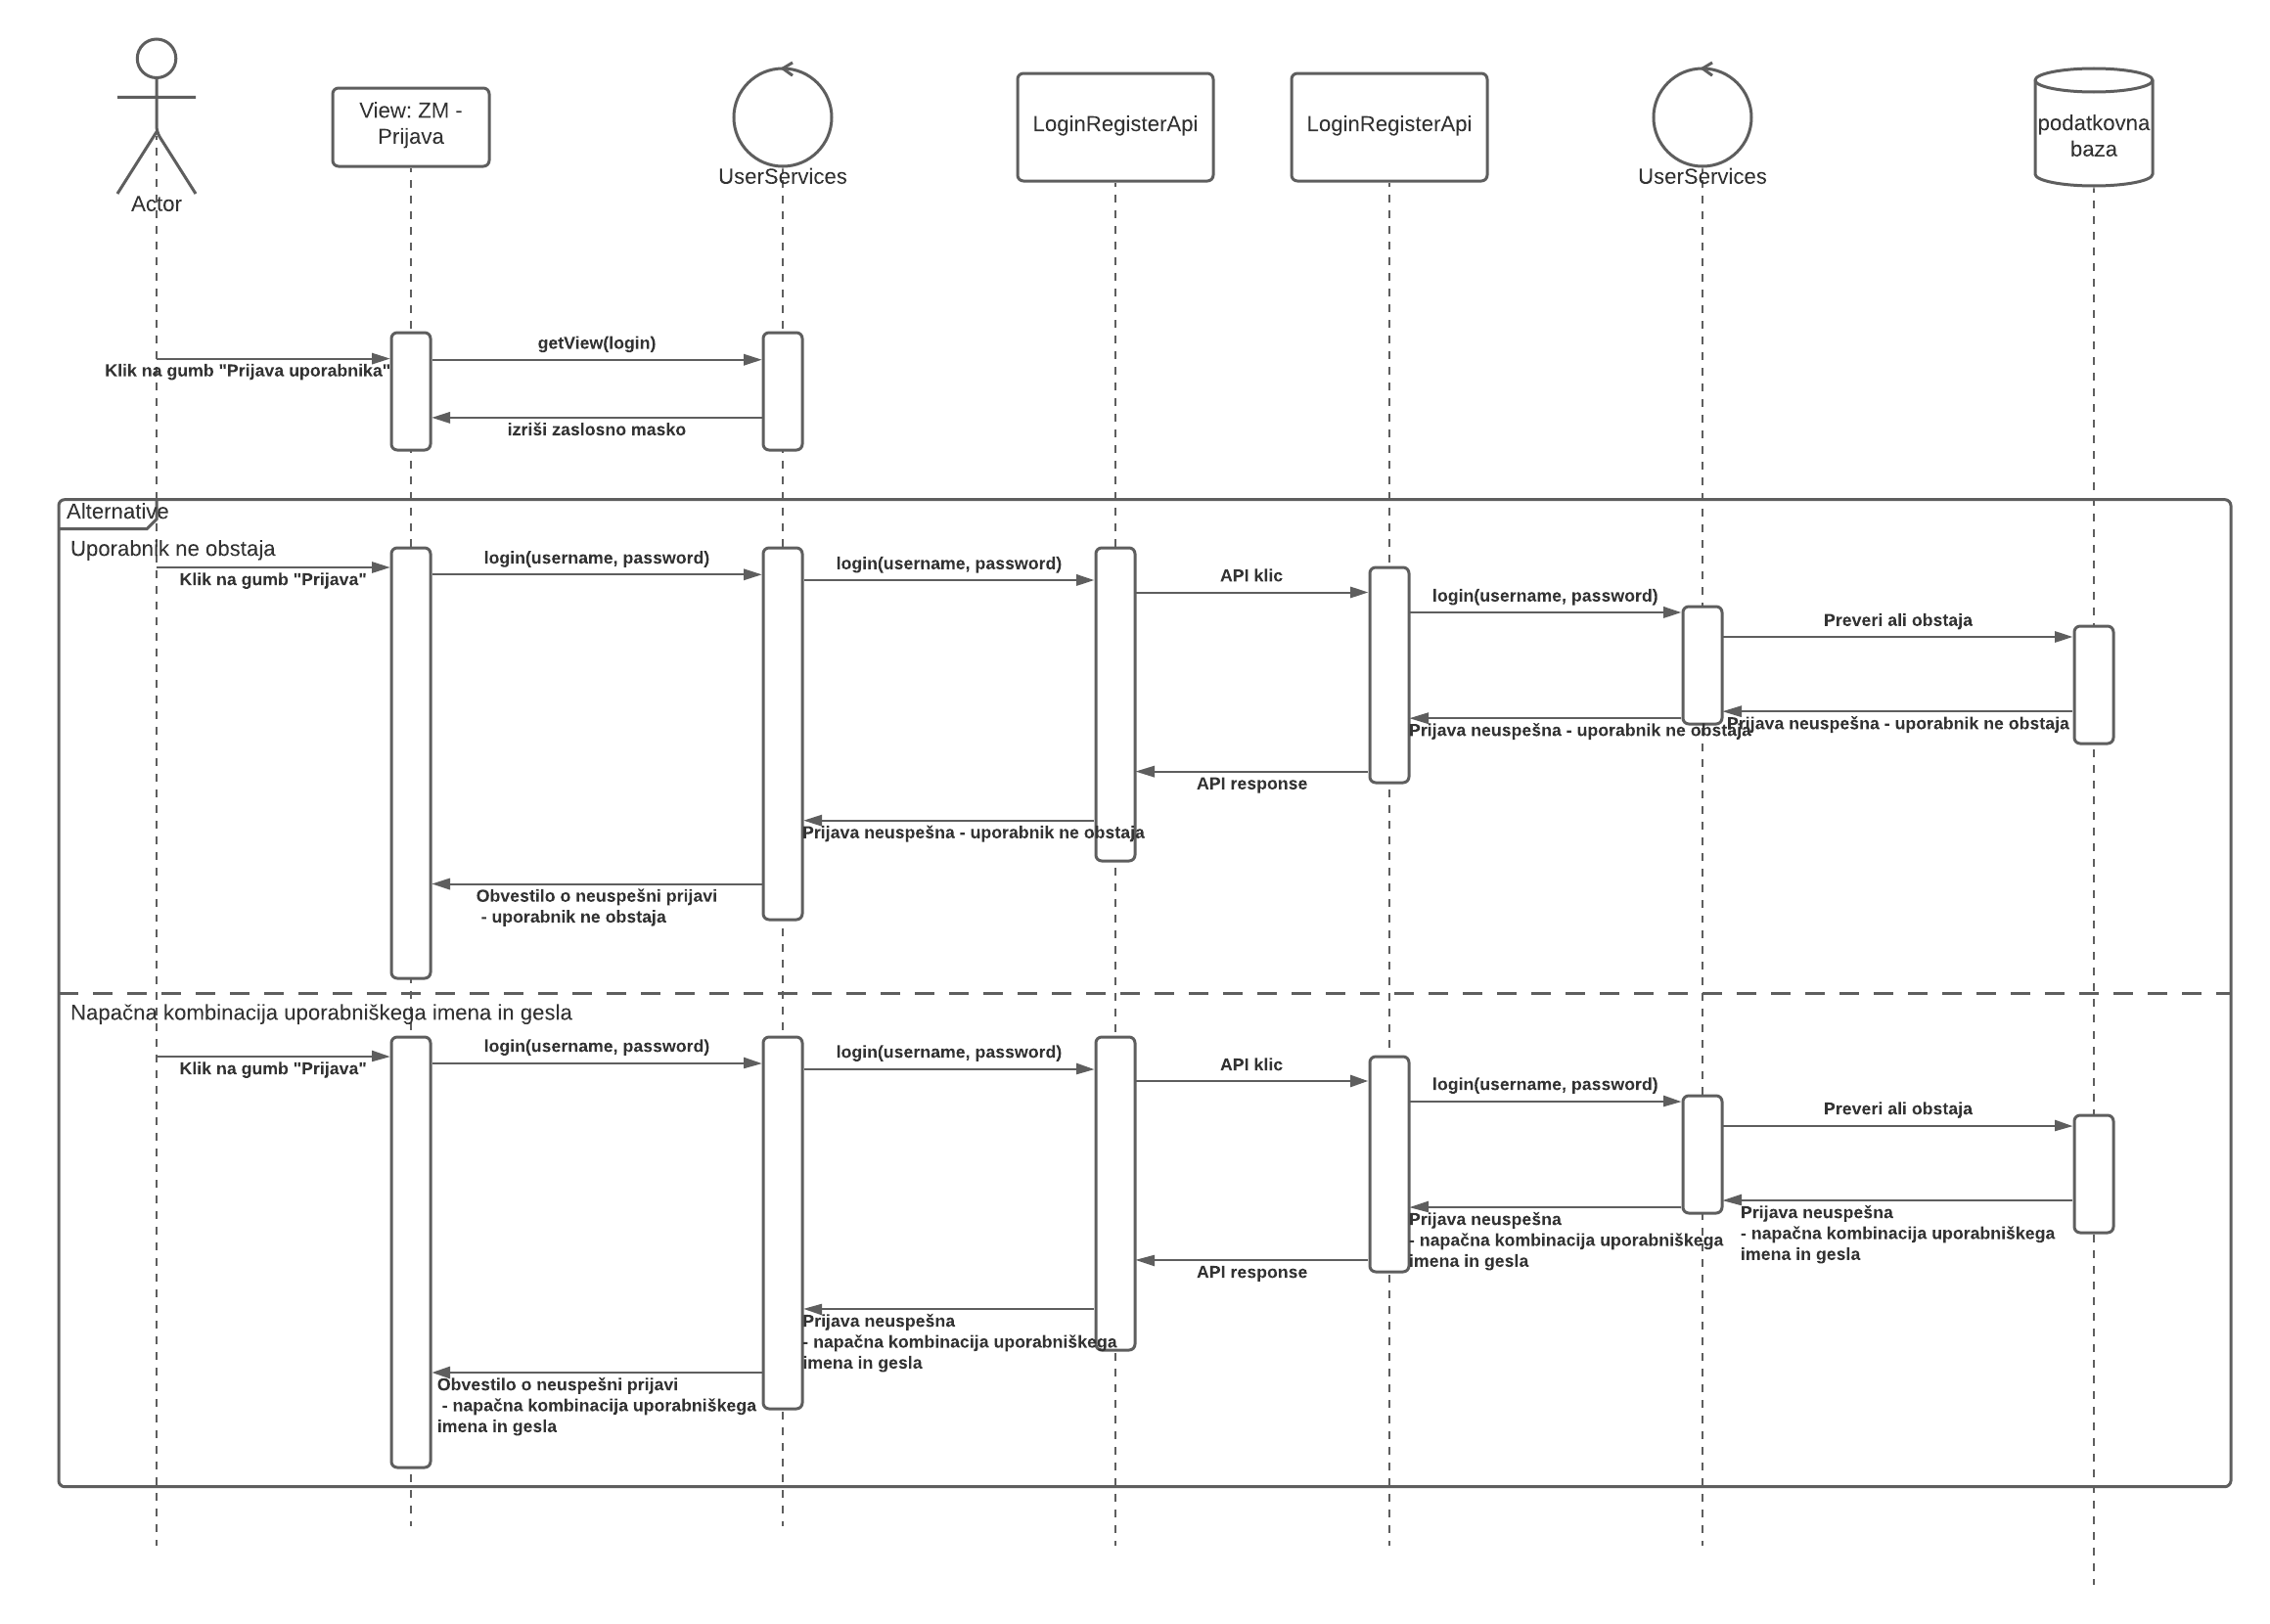 View: ZM -
Prijava
LoginRegisterApi
LoginRegisterApi
podatkovna
baza
UserServices
UserServices
Actor
getView(login)
Klik na gumb "Prijava uporabnika"
izriši zaslosno masko
Alternative
Uporabnik ne obstaja
login(username, password)
login(username, password)
API klic
Klik na gumb "Prijava"
login(username, password)
Preveri ali obstaja
Prijava neuspešna - uporabnik ne obstaja
Prijava neuspešna - uporabnik ne obstaja
API response
Prijava neuspešna - uporabnik ne obstaja
Obvestilo o neuspešni prijavi
- uporabnik ne obstaja
Napačna kombinacija uporabniškega imena in gesla
login(username, password)
login(username, password)
API klic
Klik na gumb "Prijava"
login(username, password)
Preveri ali obstaja
Prijava neuspešna
- napačna kombinacija uporabniškega
imena in gesla
Prijava neuspešna
- napačna kombinacija uporabniškega
imena in gesla
API response
Prijava neuspešna
- napačna kombinacija uporabniškega
imena in gesla
Obvestilo o neuspešni prijavi
- napačna kombinacija uporabniškega
imena in gesla